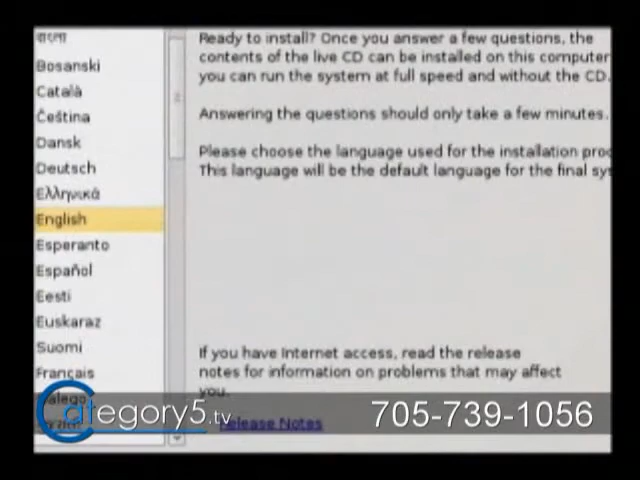 বাংলা
Bosanski
Català
Čeština
Dansk
Deutsch
Ελληνικά
English
Esperanto
Español
Eesti
Euskaraz
Suomi
Français
Galego
Ready to install? Once you answer a few questions, the
contents of the live CD can be installed on this computer
you can run the system at full speed and without the CD.
Answering the questions should only take a few minutes.
Please choose the language used for the installation
This language will be the default language for the final
If you have Internet access, read the release
notes for information on problems that may affect
you.
Release Notes
Category5.tv
705-739-1056